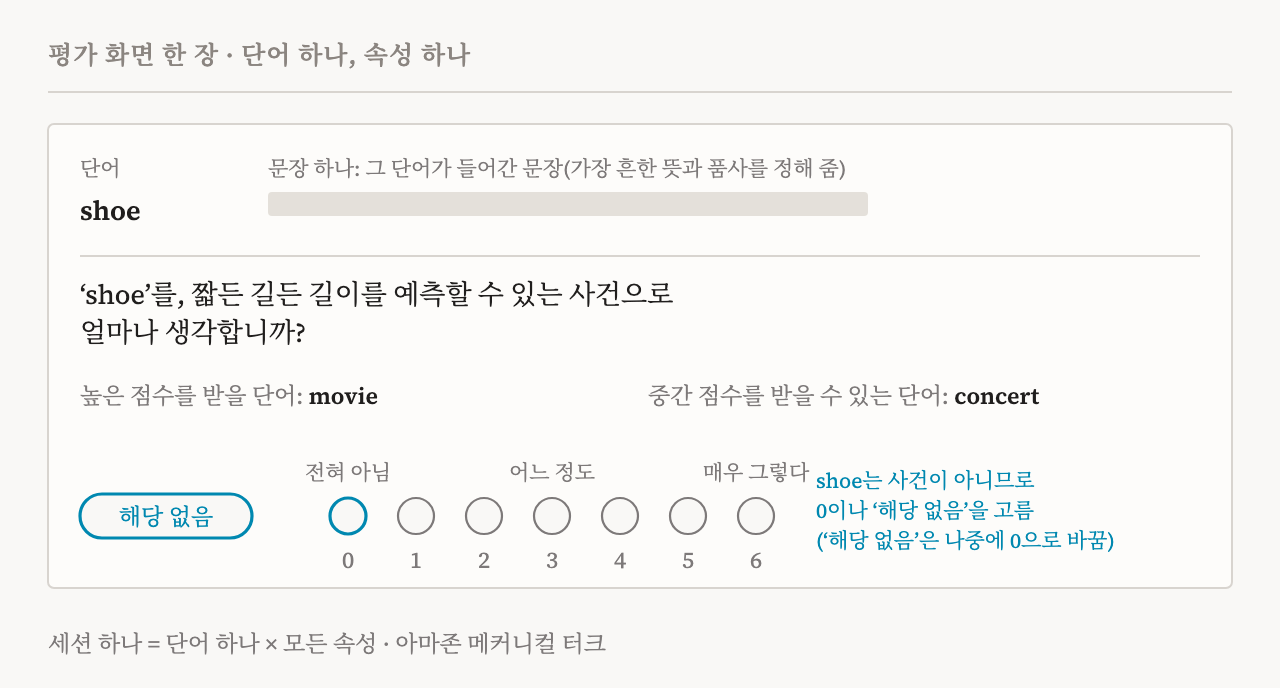 평가 화면 한 장 · 단어 하나, 속성 하나
단어
문장 하나: 그 단어가 들어간 문장(가장 흔한 뜻과 품사를 정해 줌)
shoe
‘shoe’를, 짧든 길든 길이를 예측할 수 있는 사건으로
얼마나 생각합니까?
높은 점수를 받을 단어: movie
중간 점수를 받을 수 있는 단어: concert
전혀 아님
어느 정도
매우 그렇다
shoe는 사건이 아니므로
0이나 ‘해당 없음’을 고름
(‘해당 없음’은 나중에 0으로 바꿈)
해당 없음
0 1 2 3 4 5 6
세션 하나 = 단어 하나 × 모든 속성 · 아마존 메커니컬 터크